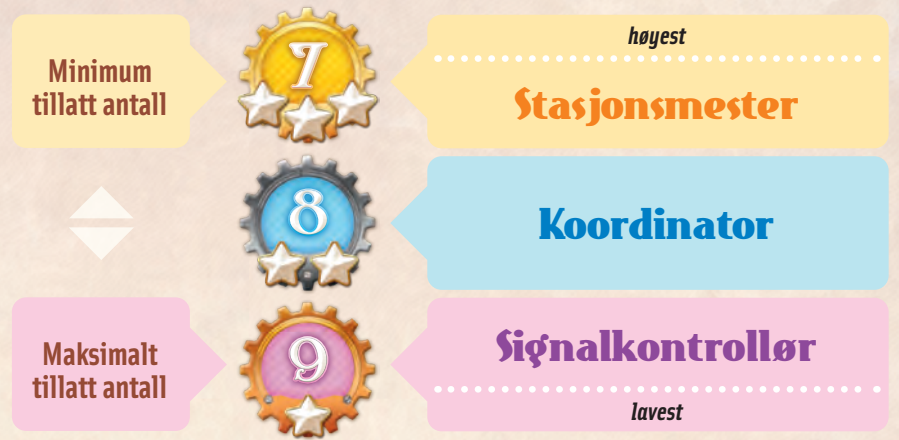 Minimum
tillatt antall
7
høyest
Stasjonsmester
8
Koordinator
Maksimalt
tillatt antall
9
Signalkontrollør
lavest